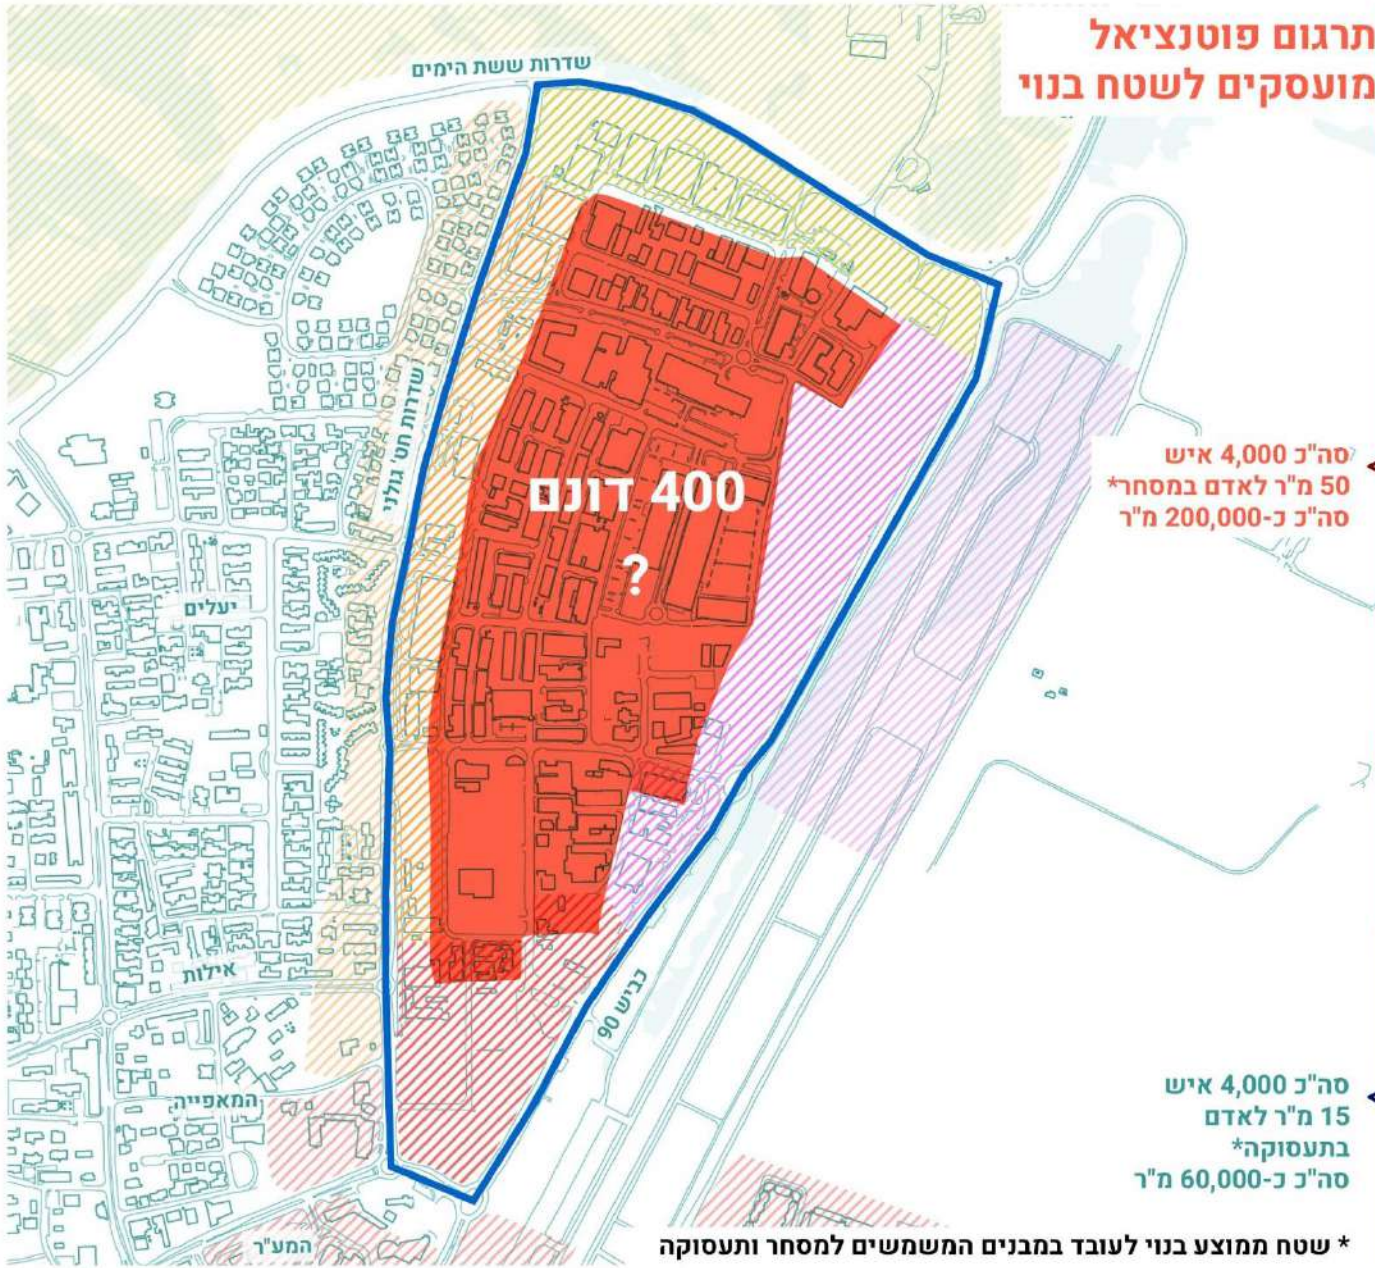 תרגום פוטנציאל
מועסקים לשטח בנוי
שדרות ששת הימים
שדרות חט' גולני
סה"כ 4,000 איש
50 מ"ר לאדם במסחר*
סה"כ כ-200,000 מ"ר
400 דונם
?
יעלים
אילות
כביש 90
המאפייה
סה"כ 4,000 איש
15 מ"ר לאדם
בתעסוקה*
סה"כ כ-60,000 מ"ר
המע"ר
* שטח ממוצע בנוי לעובד במבנים המשמשים למסחר ותעסוקה